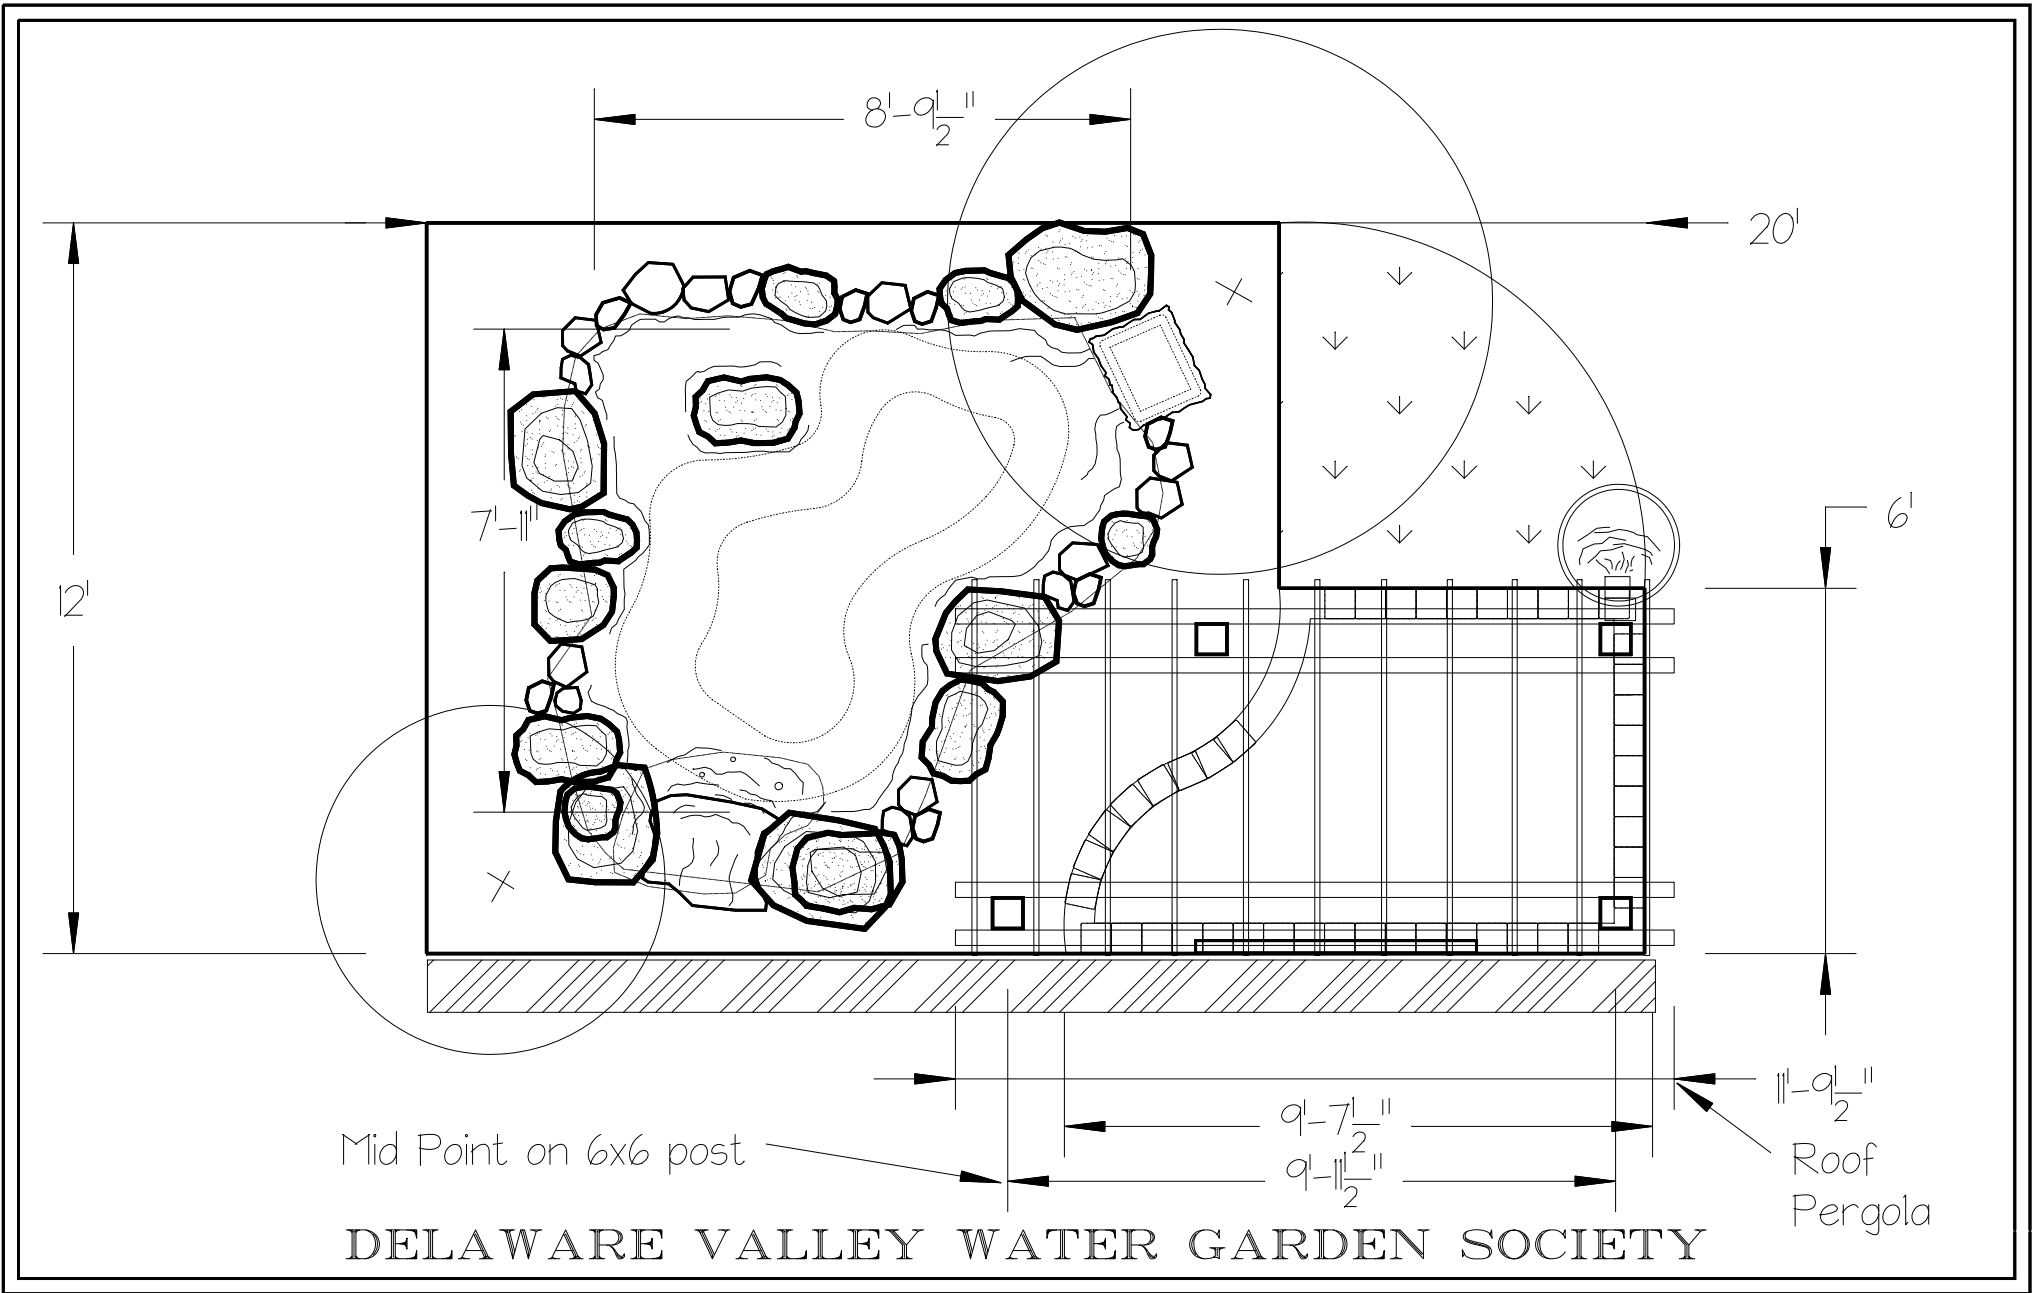 8'-9½"
20'
7'-11"
6'
12'
11'-9½"
9'-7½"
Mid Point on 6x6 post
9'-11½"
Roof
Pergola
DELAWARE VALLEY WATER GARDEN SOCIETY